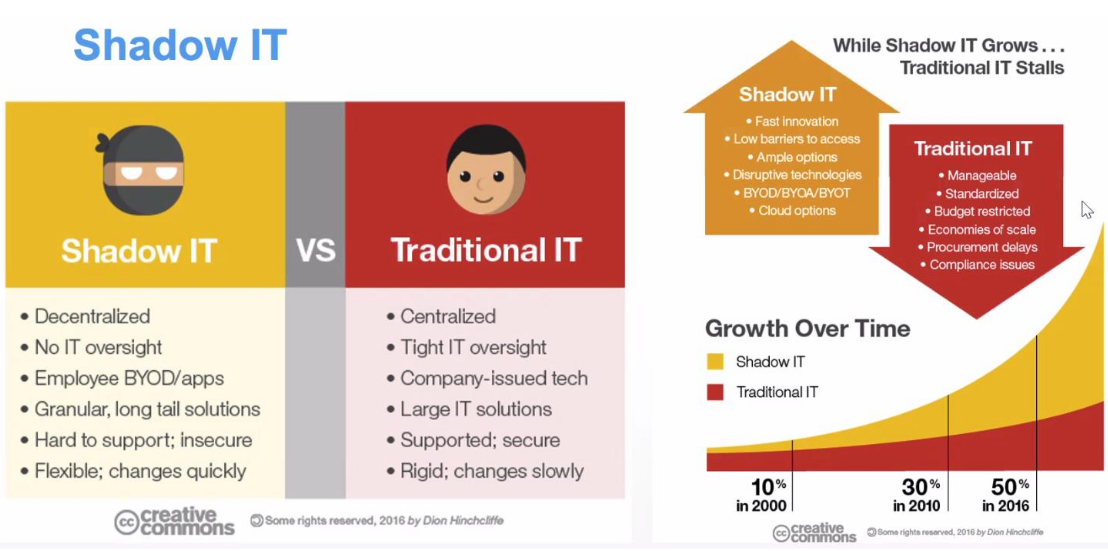 Shadow IT
Shadow IT
VS
Traditional IT
• Decentralized
• No IT oversight
• Employee BYOD/apps
• Granular, long tail solutions
• Hard to support; insecure
• Flexible; changes quickly
• Centralized
• Tight IT oversight
• Company-issued tech
• Large IT solutions
• Supported; secure
• Rigid; changes slowly
cc creative
commons
Some rights reserved, 2016 by Dion Hinchcliffe
While Shadow IT Grows...
Traditional IT Stalls
Shadow IT
• Fast innovation
• Low barriers to access
• Ample options
• Disruptive technologies
• BYOD/BYOA/BYOT
• Cloud options
Traditional IT
• Manageable
• Standardized
• Budget restricted
• Economies of scale
• Procurement delays
• Compliance issues
Growth Over Time
Shadow IT
Traditional IT
10%
in 2000
30%
in 2010
50%
in 2016
cc creative
commons
Some rights reserved, 2016 by Dion Hinchcliffe